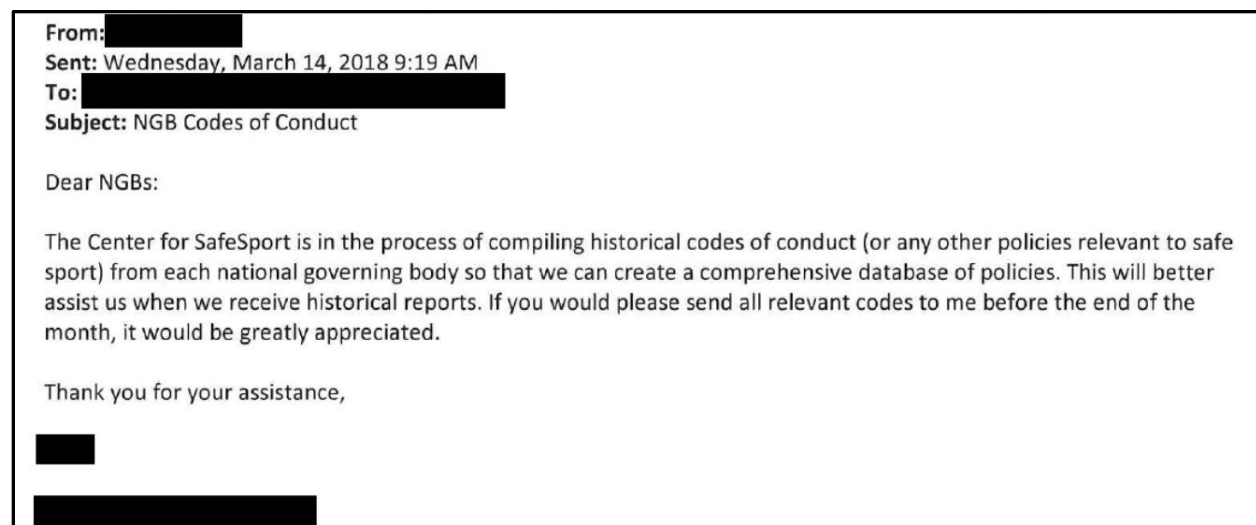 From:
Sent: Wednesday, March 14, 2018 9:19 AM
To:
Subject: NGB Codes of Conduct
Dear NGBs:
The Center for SafeSport is in the process of compiling historical codes of conduct (or any other policies relevant to safe
sport) from each national governing body so that we can create a comprehensive database of policies. This will better
assist us when we receive historical reports. If you would please send all relevant codes to me before the end of the
month, it would be greatly appreciated.
Thank you for your assistance,